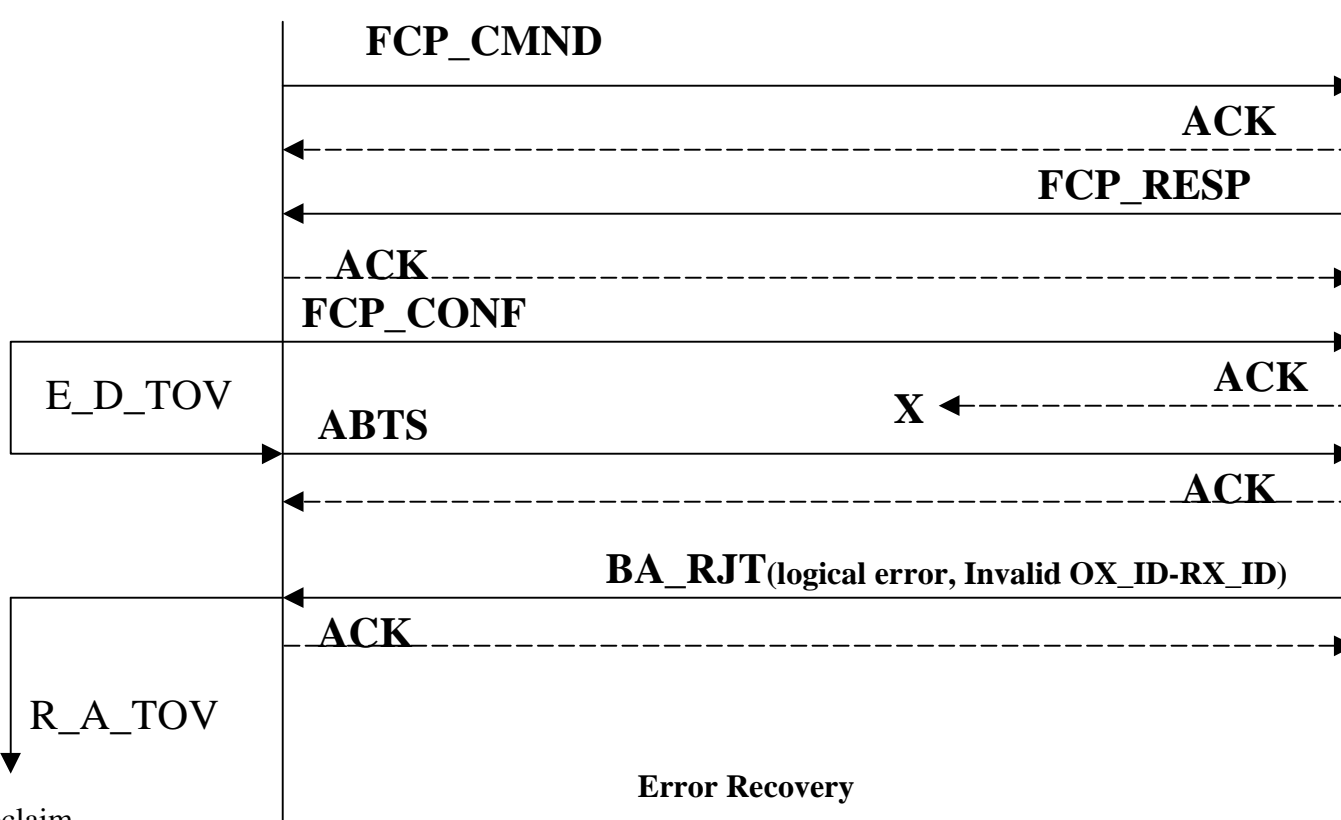 FCP_CMND
ACK
FCP_RESP
ACK
FCP_CONF
ACK
E_D_TOV
X
ABTS
ACK
BA_RJT(logical error, Invalid OX_ID-RX_ID)
ACK
R_A_TOV
Error Recovery